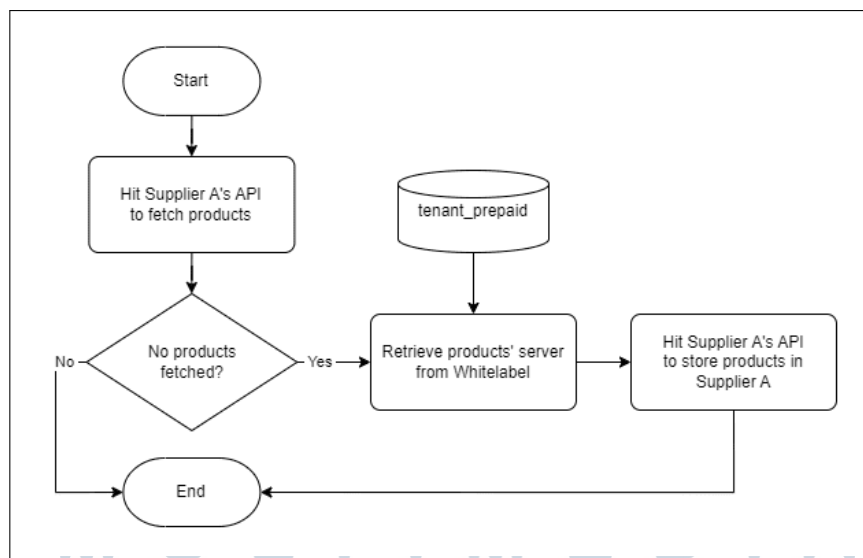 Start
Hit Supplier A's API
to fetch products
tenant_prepaid
No products
fetched?
No
Yes
Retrieve products' server
from Whitelabel
Hit Supplier A's API
to store products in
Supplier A
End